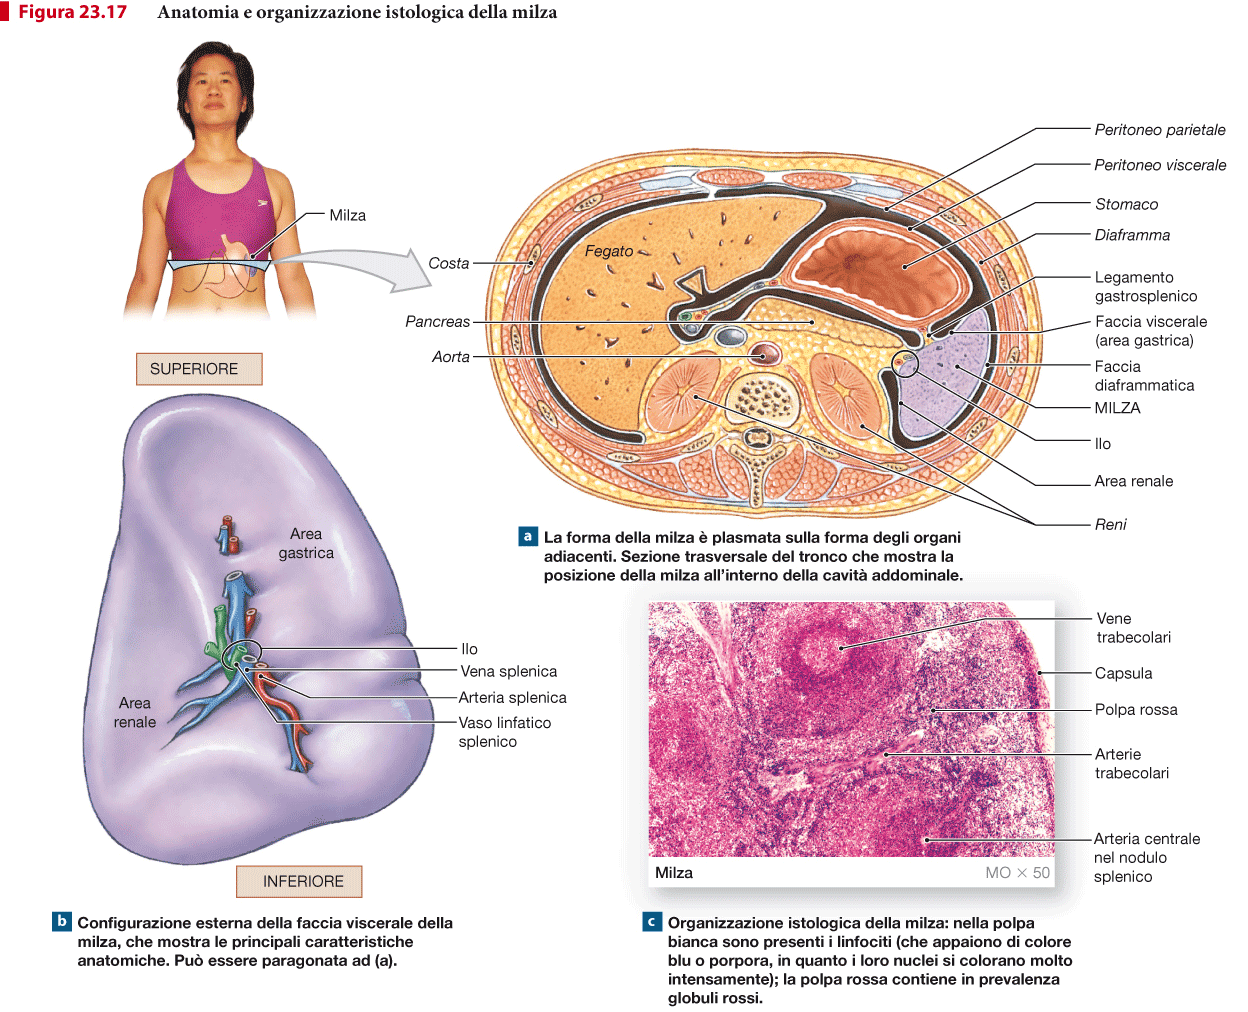 Figura 23.17 Anatomia e organizzazione istologica della milza
Milza
Costa
Pancreas
Aorta
Fegato
Peritoneo parietale
Peritoneo viscerale
Stomaco
Diaframma
Legamento
gastrosplenico
Faccia viscerale
(area gastrica)
Faccia
diaframmatica
MILZA
Ilo
Area renale
Reni
a La forma della milza è plasmata sulla forma degli organi
adiacenti. Sezione trasversale del tronco che mostra la
posizione della milza all’interno della cavità addominale.
SUPERIORE
Area
gastrica
Area
renale
Ilo
Vena splenica
Arteria splenica
Vaso linfatico
splenico
INFERIORE
b Configurazione esterna della faccia viscerale della
milza, che mostra le principali caratteristiche
anatomiche. Può essere paragonata ad (a).
Vene
trabecolari
Capsula
Polpa rossa
Arterie
trabecolari
Arteria centrale
nel nodulo
splenico
Milza MO × 50
c Organizzazione istologica della milza: nella polpa
bianca sono presenti i linfociti (che appaiono di colore
blu o porpora, in quanto i loro nuclei si colorano molto
intensamente); la polpa rossa contiene in prevalenza
globuli rossi.